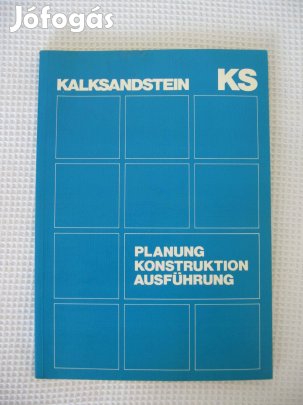 Jófogás
KALKSANDSTEIN KS
PLANUNG
KONSTRUKTION
AUSFÜHRUNG